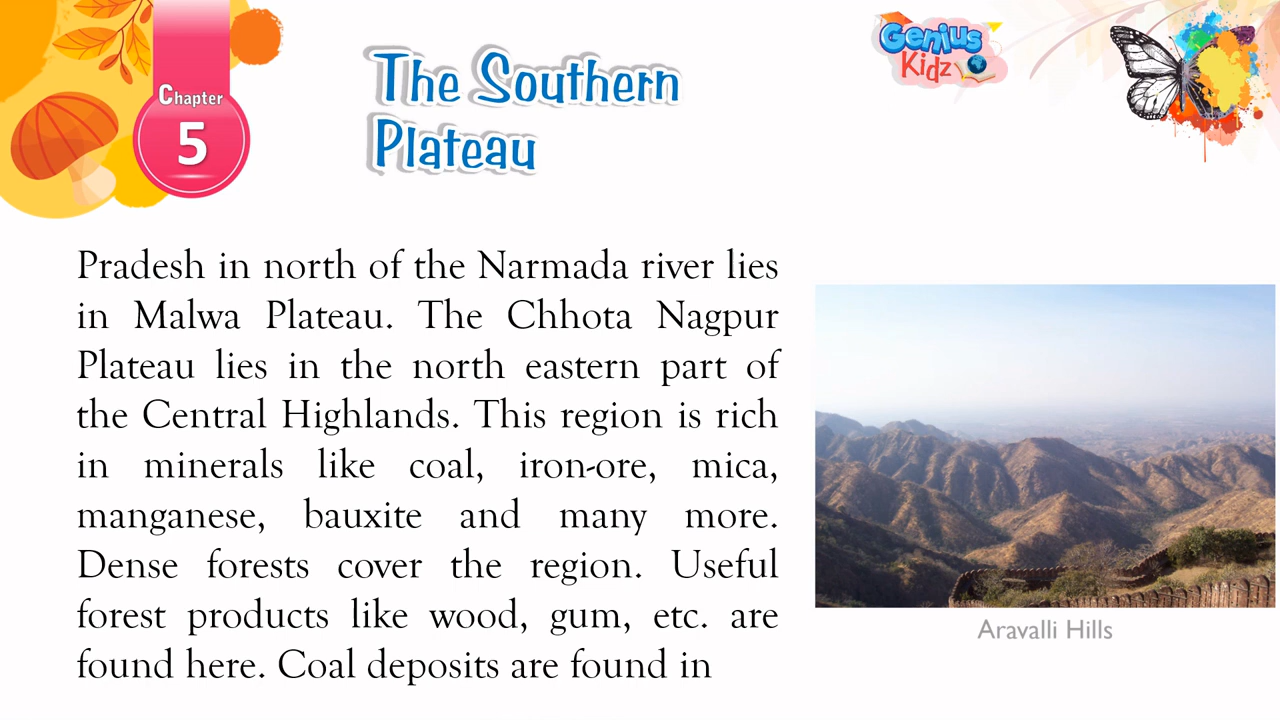 Chapter
5
The Southern
Plateau
Genius
Kidz
Pradesh in north of the Narmada river lies
in Malwa Plateau. The Chhota Nagpur
Plateau lies in the north eastern part of
the Central Highlands. This region is rich
in minerals like coal, iron-ore, mica,
manganese, bauxite and many more.
Dense forests cover the region. Useful
forest products like wood, gum, etc. are
found here. Coal deposits are found in
Aravalli Hills